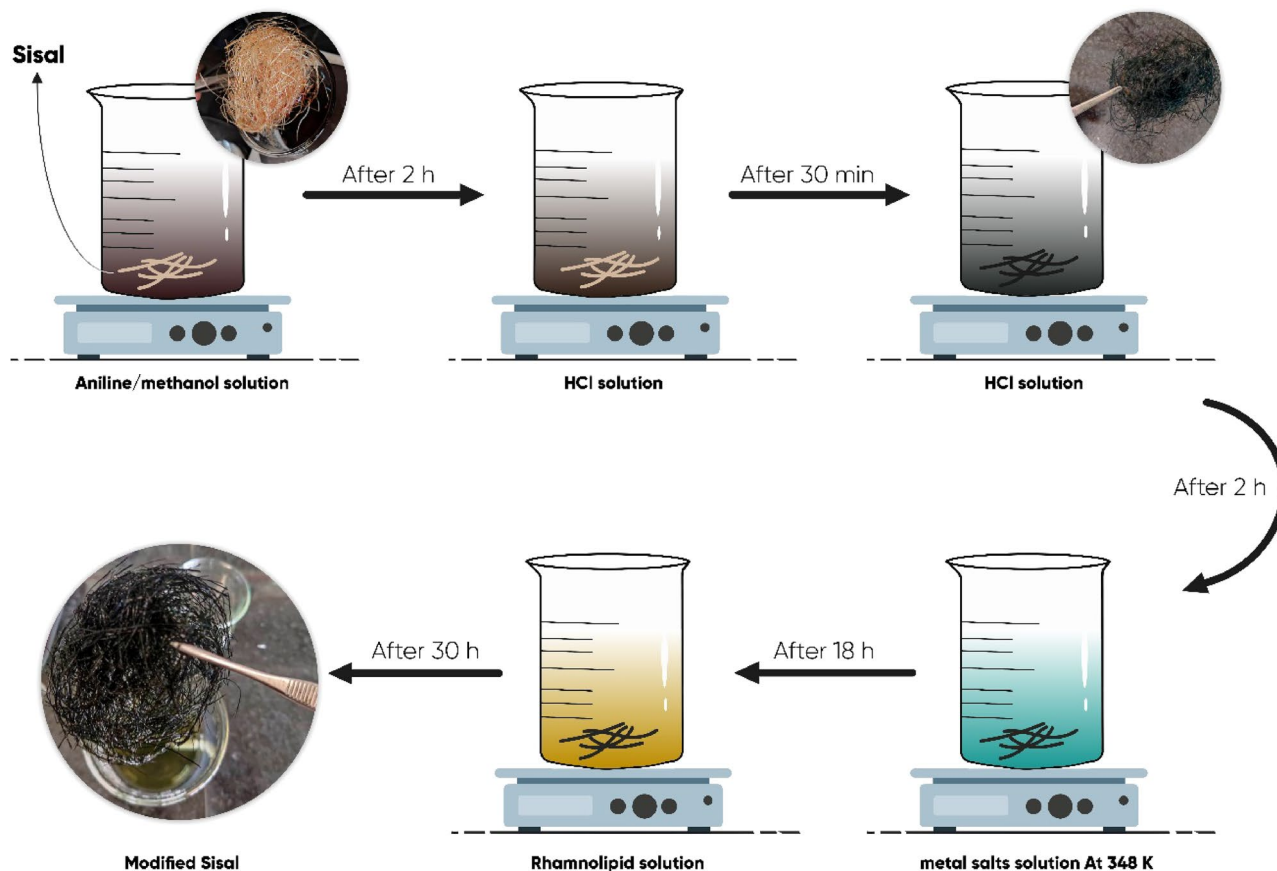 Sisal
After 2 h
After 30 min
Aniline/methanol solution
HCl solution
HCl solution
After 2 h
After 30 h
After 18 h
Modified Sisal
Rhamnolipid solution
metal salts solution At 348 K